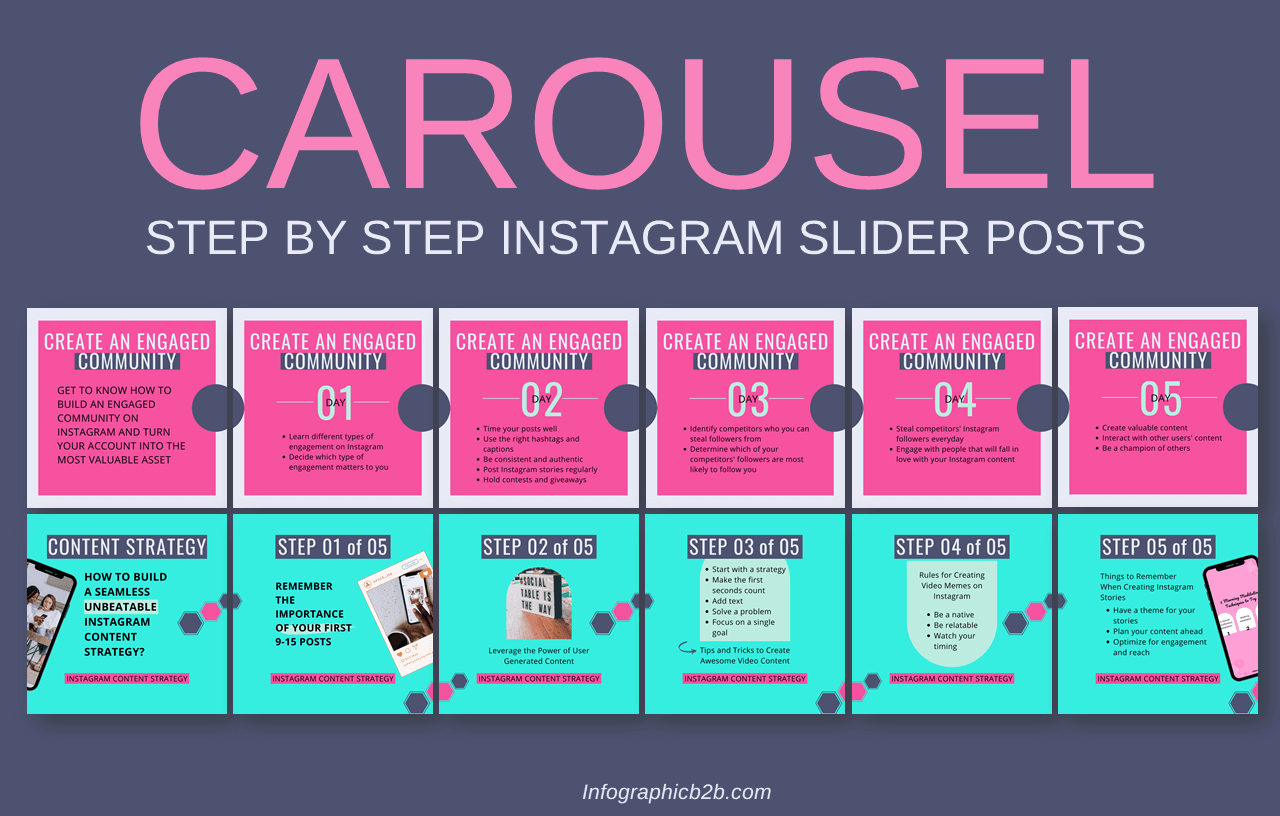 CAROUSEL
STEP BY STEP INSTAGRAM SLIDER POSTS
CREATE AN ENGAGED
COMMUNITY
GET TO KNOW HOW TO
BUILD AN ENGAGED
COMMUNITY ON
INSTAGRAM AND TURN
YOUR ACCOUNT INTO THE
MOST VALUABLE ASSET
CREATE AN ENGAGED
COMMUNITY
DAY 01
• Learn different types of
engagement on Instagram
• Decide which type of
engagement matters to you
CREATE AN ENGAGED
COMMUNITY
DAY 02
• Time your posts well
• Use the right hashtags and
captions
• Be consistent and authentic
• Post Instagram stories regularly
• Hold contests and giveaways
CREATE AN ENGAGED
COMMUNITY
DAY 03
• Identify competitors who you can
steal followers from
• Determine which of your
competitors' followers are most
likely to follow you
CREATE AN ENGAGED
COMMUNITY
DAY 04
• Steal competitors' Instagram
followers everyday
• Engage with people that will fall in
love with your Instagram content
CREATE AN ENGAGED
COMMUNITY
DAY 05
• Create valuable content
• Interact with other users' content
• Be a champion of others
CONTENT STRATEGY
HOW TO BUILD
A SEAMLESS
UNBEATABLE
INSTAGRAM
CONTENT
STRATEGY?
INSTAGRAM CONTENT STRATEGY
STEP 01 of 05
REMEMBER
THE
IMPORTANCE
OF YOUR FIRST
9-15 POSTS
INSTAGRAM CONTENT STRATEGY
STEP 02 of 05
#SOCIAL
TABLE IS
THE WAY
Leverage the Power of User
Generated Content
INSTAGRAM CONTENT STRATEGY
STEP 03 of 05
• Start with a strategy
• Make the first
seconds count
• Add text
• Solve a problem
• Focus on a single
goal
Tips and Tricks to Create
Awesome Video Content
INSTAGRAM CONTENT STRATEGY
STEP 04 of 05
Rules for Creating
Video Memes on
Instagram
• Be a native
• Be relatable
• Watch your
timing
INSTAGRAM CONTENT STRATEGY
STEP 05 of 05
Things to Remember
When Creating Instagram
Stories
• Have a theme for your
stories
• Plan your content ahead
• Optimize for engagement
and reach
INSTAGRAM CONTENT STRATEGY
Infographicb2b.com